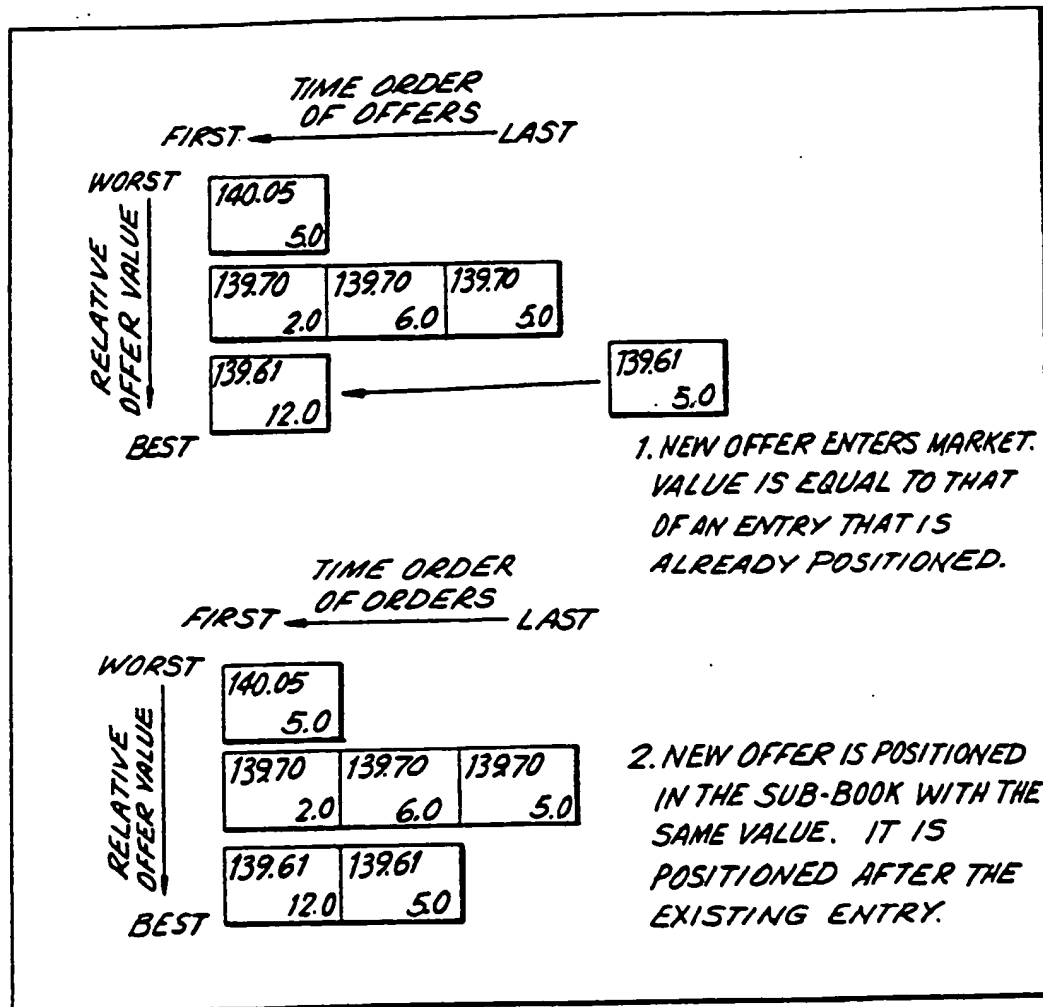 TIME ORDER
OF OFFERS
FIRST LAST
WORST
RELATIVE
OFFER VALUE
140.05
5.0
139.70 139.70 139.70
2.0 6.0 5.0
139.61 139.61
12.0 5.0
BEST
1. NEW OFFER ENTERS MARKET.
VALUE IS EQUAL TO THAT
OF AN ENTRY THAT IS
ALREADY POSITIONED.
TIME ORDER
OF ORDERS
FIRST LAST
WORST
RELATIVE
OFFER VALUE
140.05
5.0
139.70 139.70 139.70
2.0 6.0 5.0
139.61 139.61
12.0 5.0
BEST
2. NEW OFFER IS POSITIONED
IN THE SUB-BOOK WITH THE
SAME VALUE. IT IS
POSITIONED AFTER THE
EXISTING ENTRY.